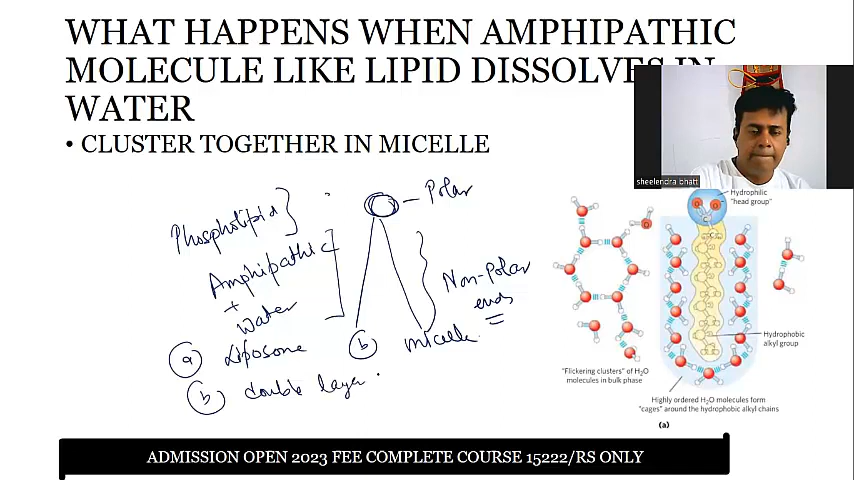 WHAT HAPPENS WHEN AMPHIPATHIC
MOLECULE LIKE LIPID DISSOLVES IN
WATER
• CLUSTER TOGETHER IN MICELLE
sheelendra bhatt
Phospholipid
Polar
Amphipathic
+
Water
Non-Polar
ends
(a) Liposome
(b) micelle
(b) double layer
Hydrophilic
"head group"
O
O
Hydrophobic
alkyl group
"Flickering clusters" of H2O
molecules in bulk phase
Highly ordered H2O molecules form
"cages" around the hydrophobic alkyl chains
(a)
ADMISSION OPEN 2023 FEE COMPLETE COURSE 15222/RS ONLY